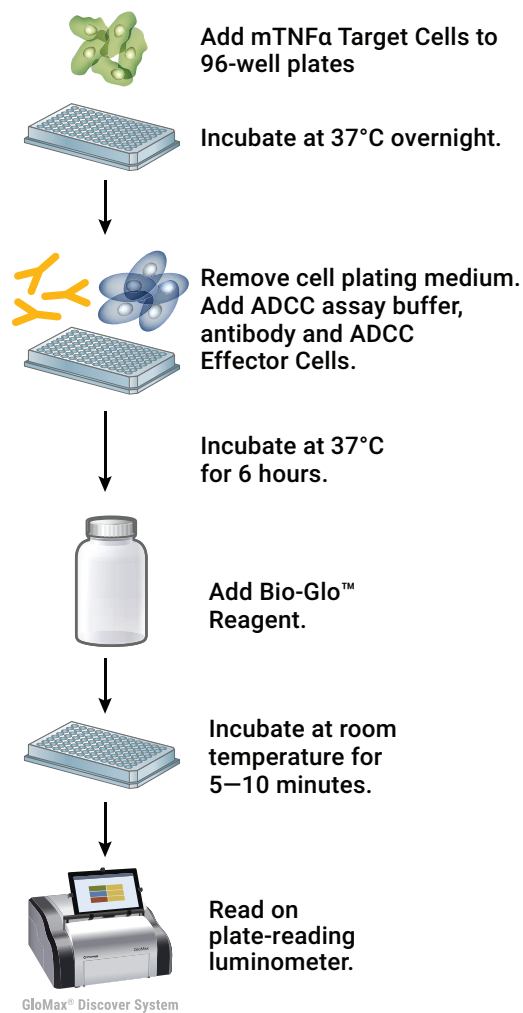 Add mTNFα Target Cells to
96-well plates
Incubate at 37°C overnight.
Remove cell plating medium.
Add ADCC assay buffer,
antibody and ADCC
Effector Cells.
Incubate at 37°C
for 6 hours.
Add Bio-Glo™
Reagent.
Incubate at room
temperature for
5–10 minutes.
Read on
plate-reading
luminometer.
GloMax
GloMax® Discover System